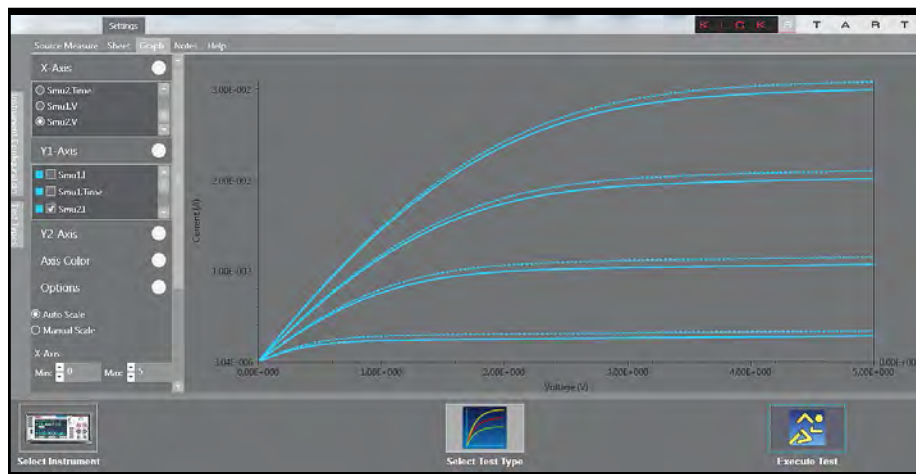 Settings
KICKSTART
Source Measure Sheet Graph Notes Help
X-Axis
Smu2.Time
Smu1.V
Smu2.V
Y1-Axis
Smu1.I
Smu1.Time
Smu2.I
Y2 Axis
Axis Color
Options
Auto Scale
Manual Scale
X-Axis
Min: 0 Max: 5
Instrument Configuration
Test Types
3.00E-002
2.00E-002
1.00E-002
Current (A)
0.00E+000 1.00E+000 2.00E+000 3.00E+000 4.00E+000 5.00E+000
Voltage (V)
Select Instrument
Select Test Type
Execute Test